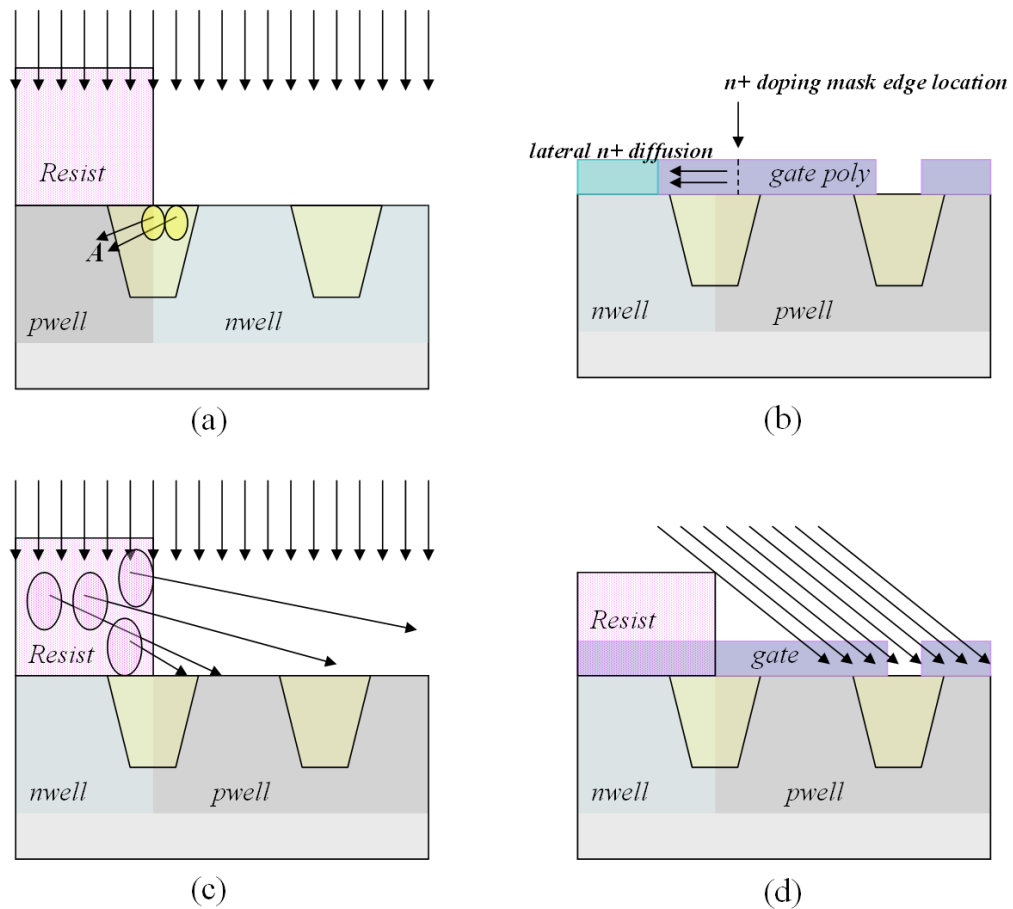 Resist
A
pwell
nwell
(a)
n+ doping mask edge location
lateral n+ diffusion
gate poly
nwell
pwell
(b)
Resist
nwell
pwell
(c)
Resist
gate
nwell
pwell
(d)